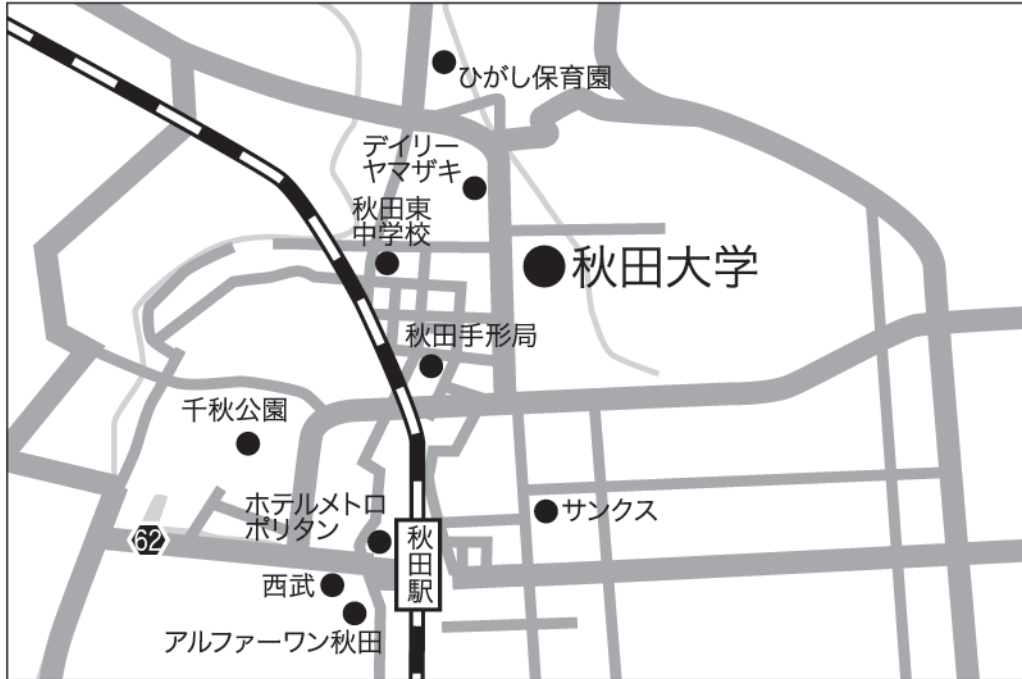 ひがし保育園
デイリー
ヤマザキ
秋田東
中学校
秋田大学
秋田手形局
千秋公園
ホテルメトロ
ポリタン
サンクス
62
秋田駅
西武
アルファーワン秋田